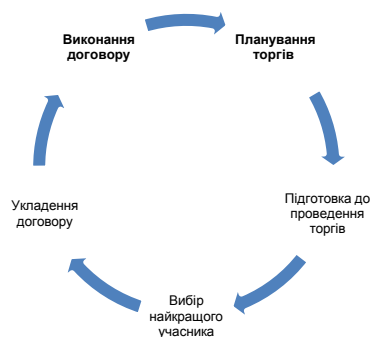 Виконання
договору
Планування
торгів
Підготовка до
проведення
торгів
Вибір
найкращого
учасника
Укладення
договору